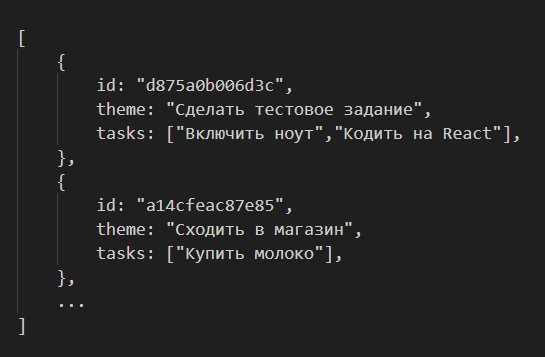 [
{
id: "d875a0b006d3c",
theme: "Сделать тестовое задание",
tasks: ["Включить ноут","Кодить на React"],
},
{
id: "a14cfeac87e85",
theme: "Сходить в магазин",
tasks: ["Купить молоко"],
},
...
]